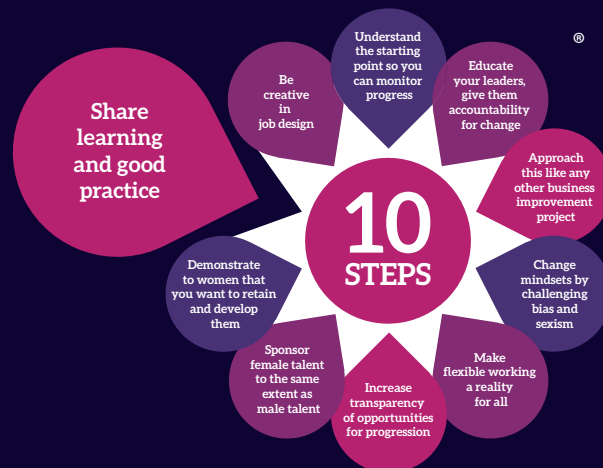 ®
Understand
the starting
point so you
can monitor
progress
Educate
your leaders,
give them
accountability
for change
Approach
this like any
other business
improvement
project
Change
mindsets by
challenging
bias and
sexism
Make
flexible working
a reality
for all
Increase
transparency
of opportunities
for progression
Sponsor
female talent
to the same
extent as
male talent
Demonstrate
to women that
you want to retain
and develop
them
Share
learning
and good
practice
Be
creative
in
job design
10
STEPS